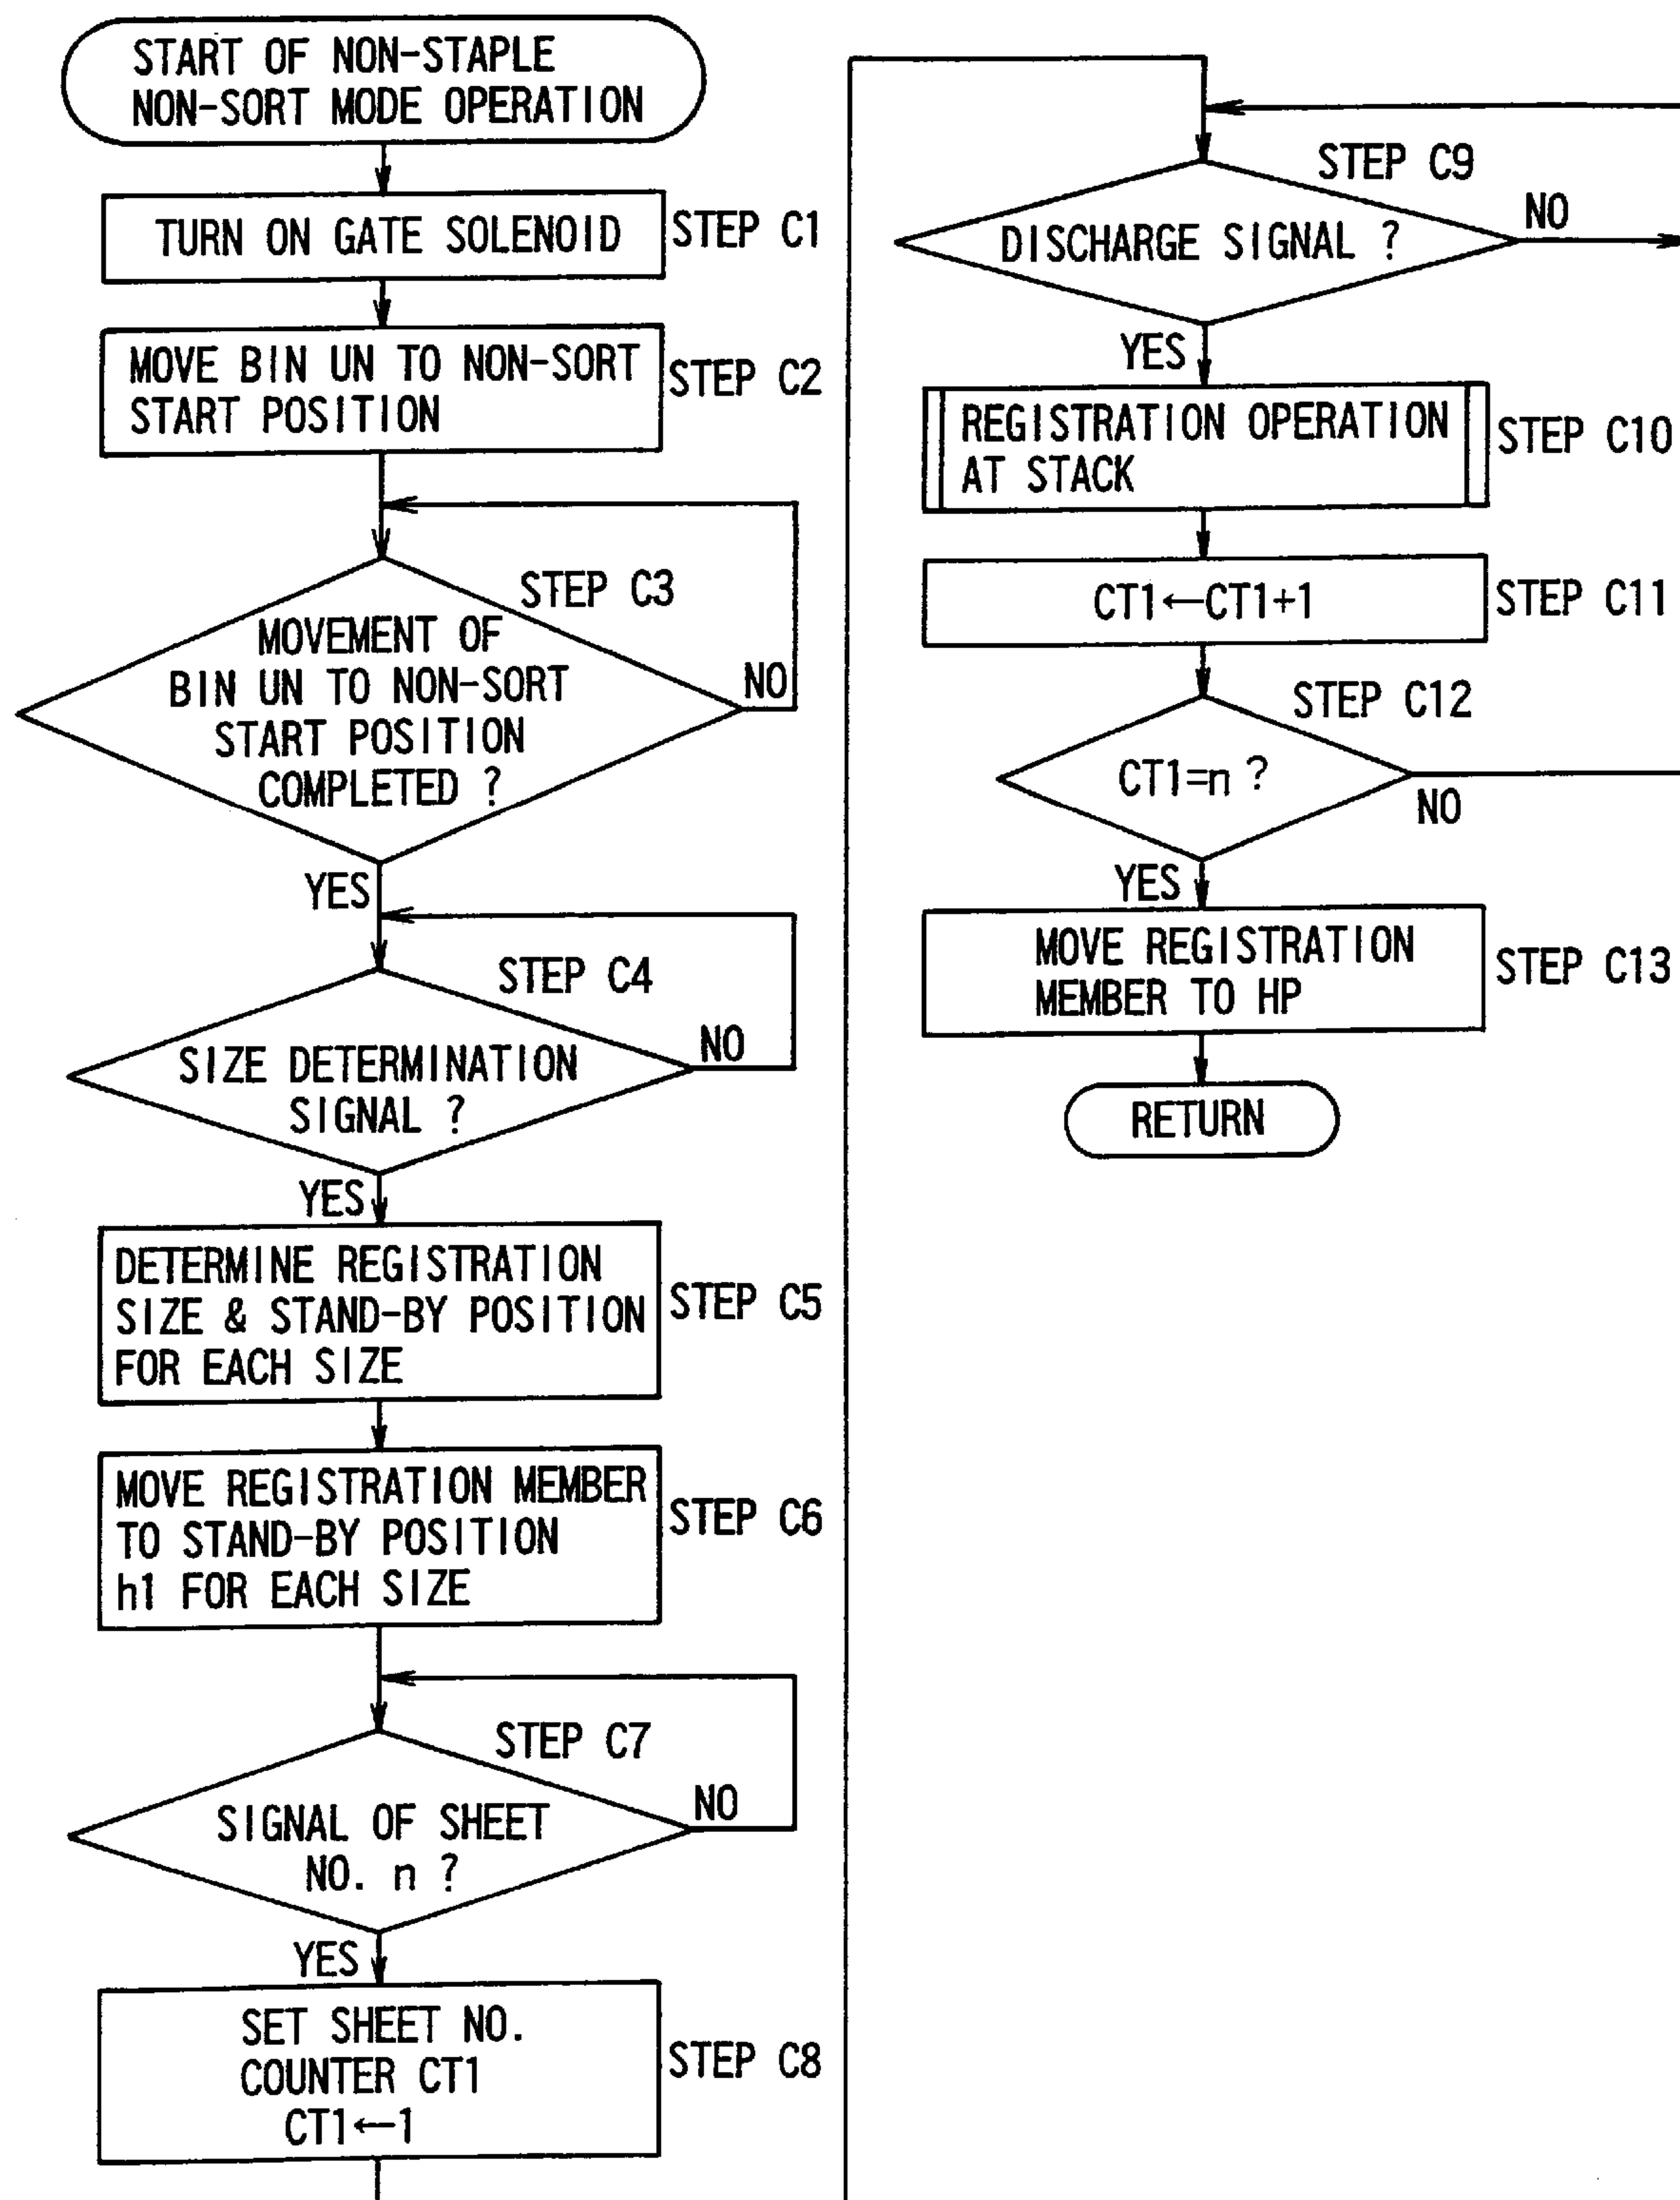 START OF NON-STAPLE
NON-SORT MODE OPERATION
TURN ON GATE SOLENOID
STEP C1
MOVE BIN UN TO NON-SORT
START POSITION
STEP C2
STEP C3
MOVEMENT OF
BIN UN TO NON-SORT
START POSITION
COMPLETED ?
NO
YES
STEP C4
SIZE DETERMINATION
SIGNAL ?
NO
YES
DETERMINE REGISTRATION
SIZE & STAND-BY POSITION
FOR EACH SIZE
STEP C5
MOVE REGISTRATION MEMBER
TO STAND-BY POSITION
h1 FOR EACH SIZE
STEP C6
STEP C7
SIGNAL OF SHEET
NO. n ?
NO
YES
SET SHEET NO.
COUNTER CT1
CT1←1
STEP C8
STEP C9
DISCHARGE SIGNAL ?
NO
YES
REGISTRATION OPERATION
AT STACK
STEP C10
CT1←CT1+1
STEP C11
STEP C12
CT1=n ?
NO
YES
MOVE REGISTRATION
MEMBER TO HP
STEP C13
RETURN